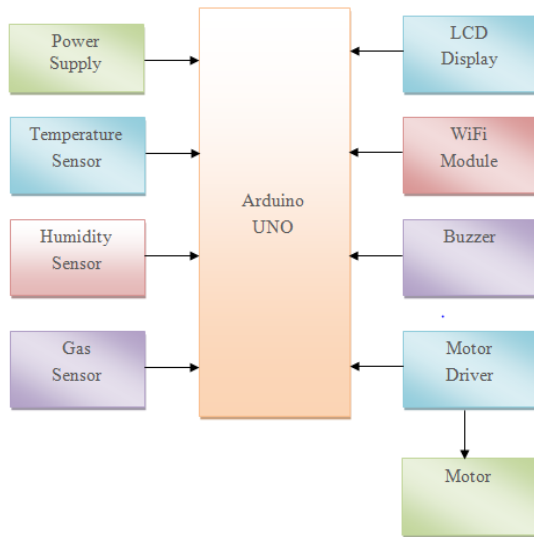 Power
Supply
Temperature
Sensor
Humidity
Sensor
Gas
Sensor
Arduino
UNO
LCD
Display
WiFi
Module
Buzzer
Motor
Driver
Motor